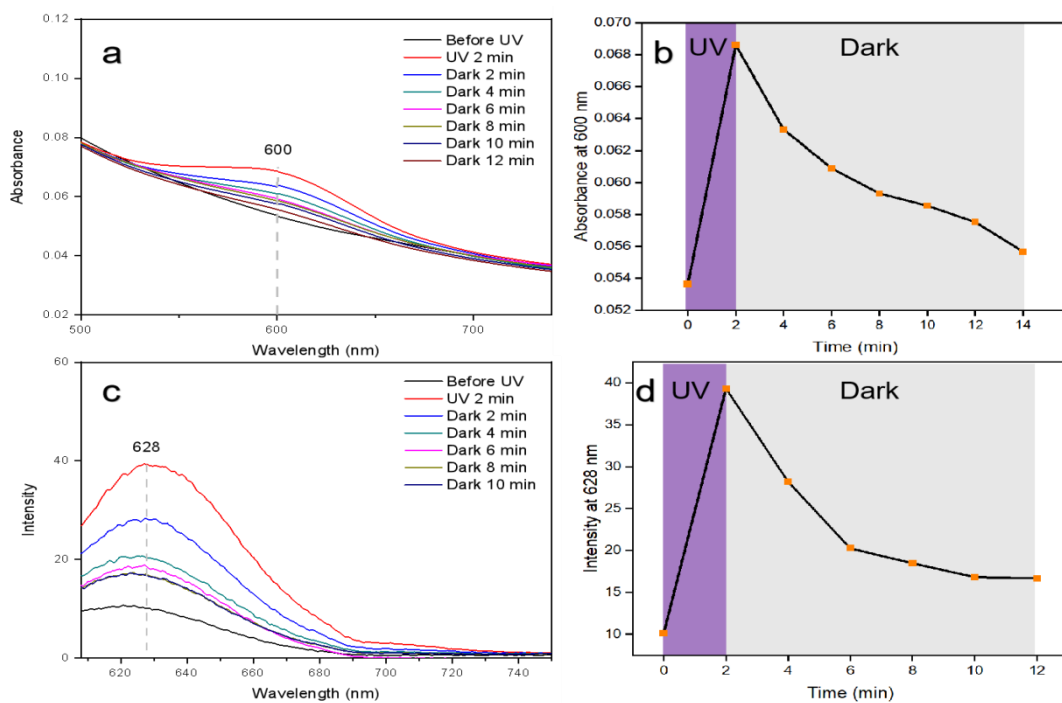 a
Before UV
UV 2 min
Dark 2 min
Dark 4 min
Dark 6 min
Dark 8 min
Dark 10 min
Dark 12 min
600
0.12
0.10
0.08
0.06
0.04
0.02
Absorbance
500 600 700
Wavelength (nm)
b
UV Dark
0.070
0.068
0.066
0.064
0.062
0.060
0.058
0.056
0.054
0.052
Absorbance at 600 nm
0 2 4 6 8 10 12 14
Time (min)
c
Before UV
UV 2 min
Dark 2 min
Dark 4 min
Dark 6 min
Dark 8 min
Dark 10 min
628
60
40
20
0
Intensity
620 640 660 680 700 720 740
Wavelength (nm)
d
UV Dark
40
35
30
25
20
15
10
Intensity at 628 nm
0 2 4 6 8 10 12
Time (min)